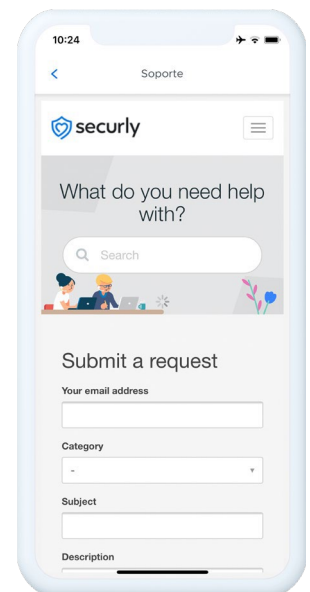 10:24
Soporte
securly
What do you need help
with?
Search
Submit a request
Your email address
Category
-
Subject
Description